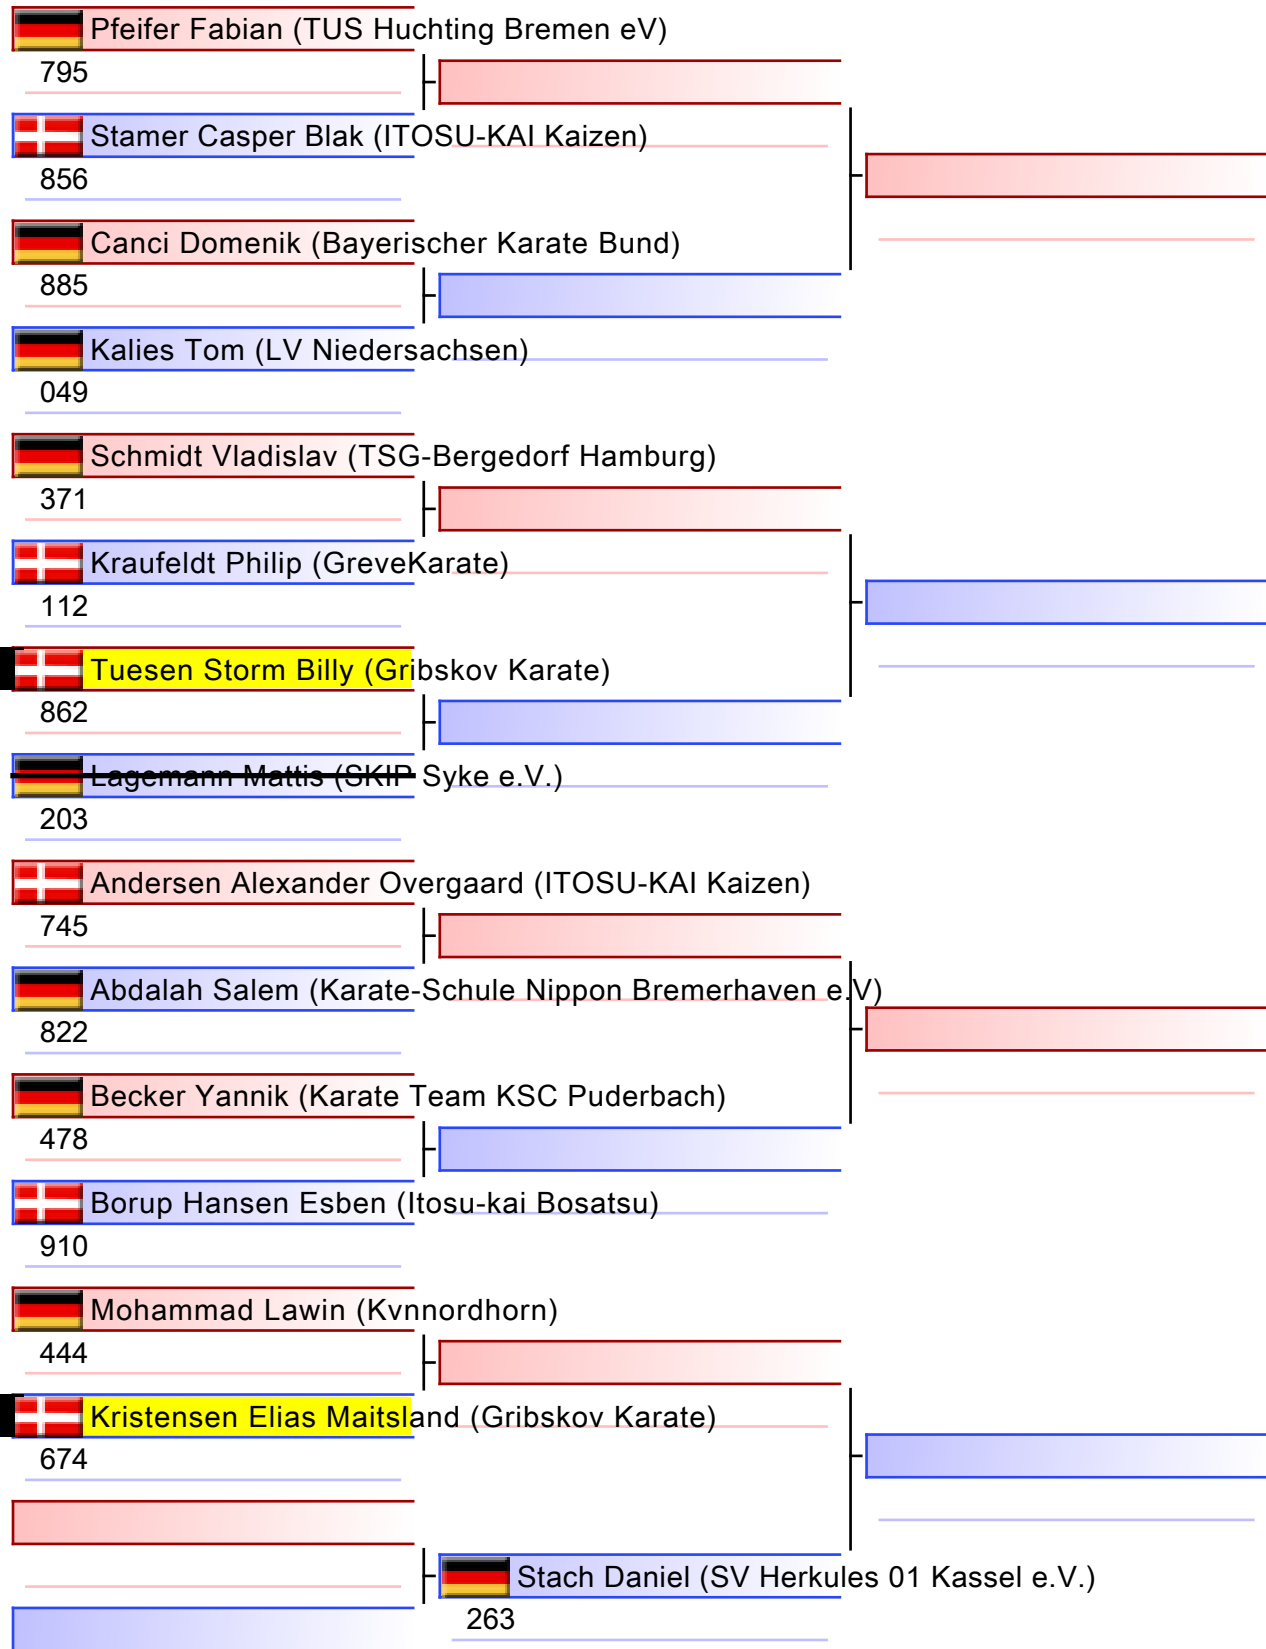 Pfeifer Fabian (TUS Huchting Bremen eV)
795
Stamer Casper Blak (ITOSU-KAI Kaizen)
856
Canci Domenik (Bayerischer Karate Bund)
885
Kalies Tom (LV Niedersachsen)
049
Schmidt Vladislav (TSG-Bergedorf Hamburg)
371
Kraufeldt Philip (GreveKarate)
112
Tuesen Storm Billy (Gribskov Karate)
862
Lagemann Mattis (SKIP Syke e.V.)
203
Andersen Alexander Overgaard (ITOSU-KAI Kaizen)
745
Abdalah Salem (Karate-Schule Nippon Bremerhaven e.V)
822
Becker Yannik (Karate Team KSC Puderbach)
478
Borup Hansen Esben (Itosu-kai Bosatsu)
910
Mohammad Lawin (Kvnnordhorn)
444
Kristensen Elias Maitsland (Gribskov Karate)
674
Stach Daniel (SV Herkules 01 Kassel e.V.)
263